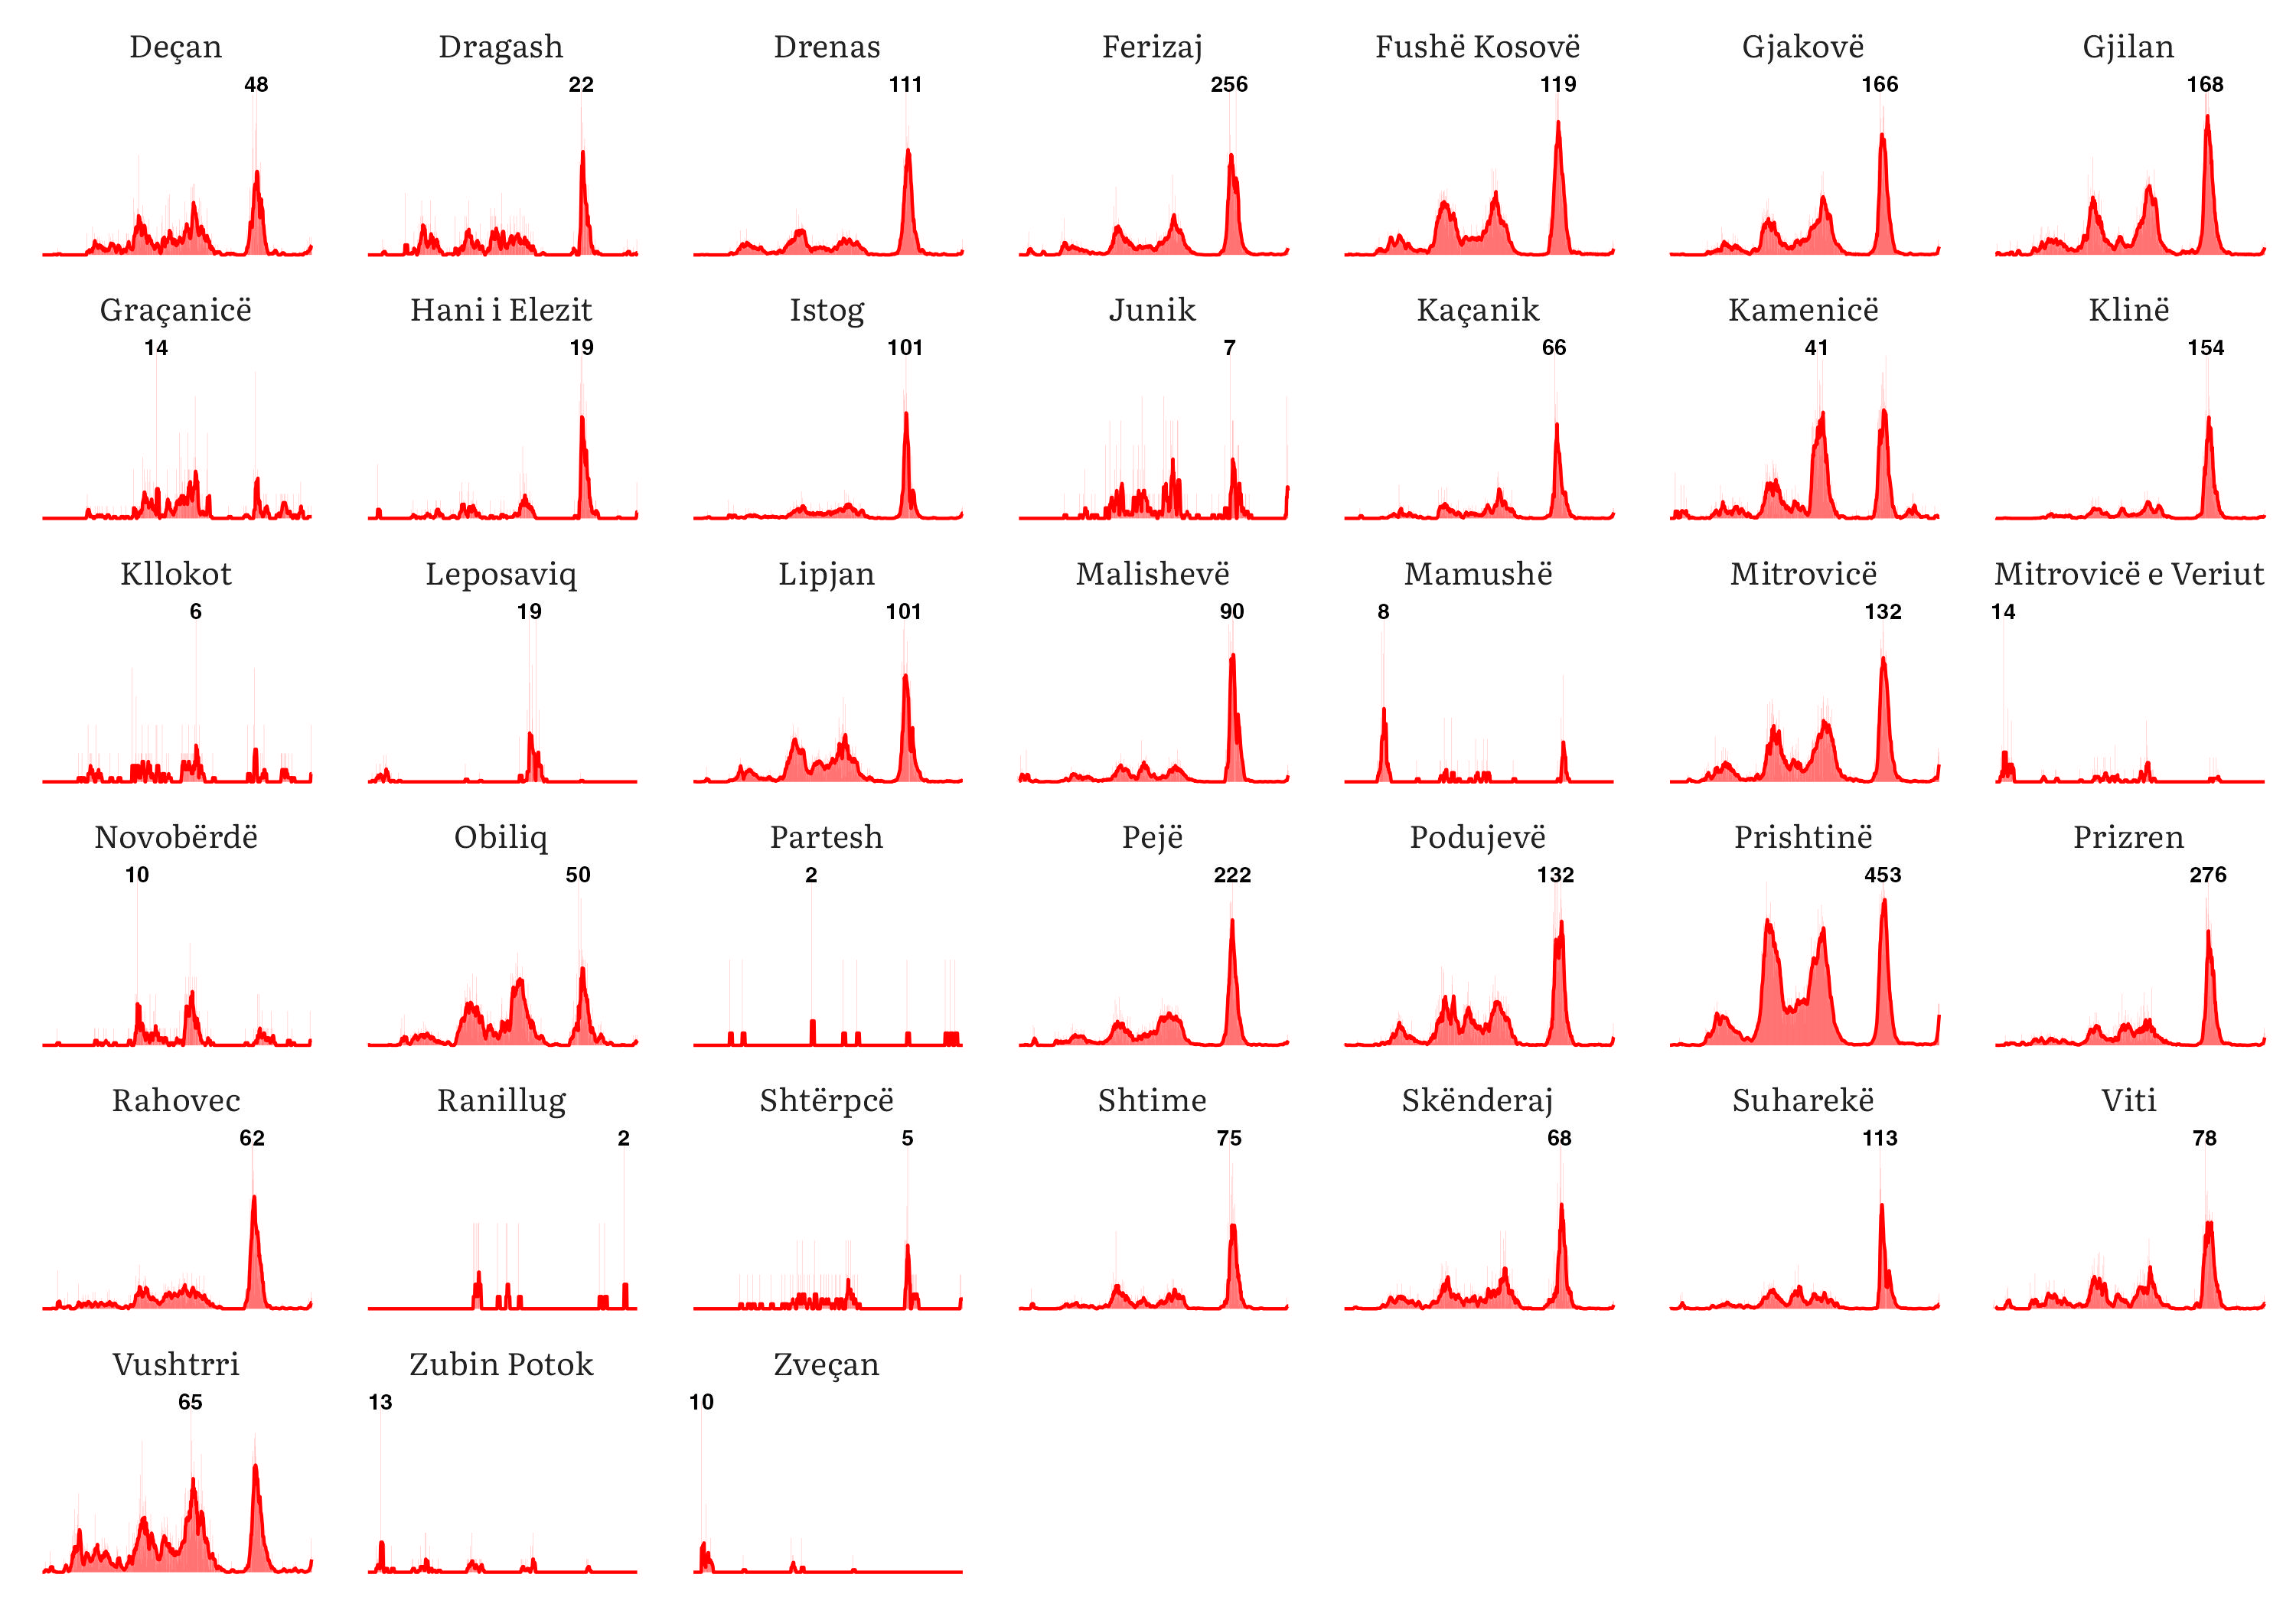 Deçan Dragash Drenas Ferizaj Fushë Kosovë Gjakovë Gjilan
48 22 111 256 119 166 168
Graçanicë Hani i Elezit Istog Junik Kaçanik Kamenicë Klinë
14 19 101 7 66 41 154
Kllokot Leposaviq Lipjan Malishevë Mamushë Mitrovicë Mitrovicë e Veriut
6 19 101 90 8 132 14
Novobërdë Obiliq Partesh Pejë Podujevë Prishtinë Prizren
10 50 2 222 132 453 276
Rahovec Ranillug Shtërpcë Shtime Skënderaj Suharekë Viti
62 2 5 75 68 113 78
Vushtrri Zubin Potok Zveçan
65 13 10